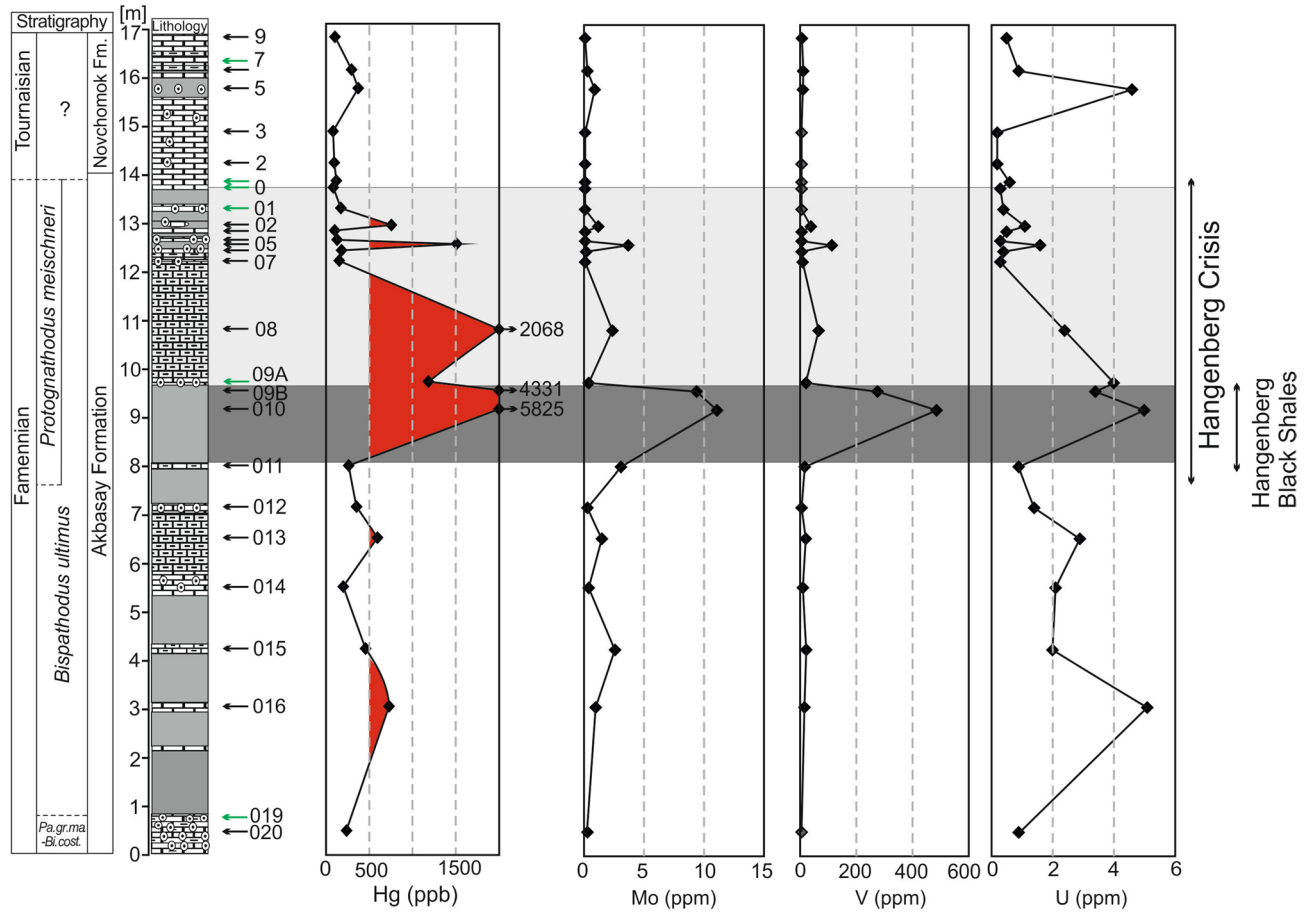 Stratigraphy
[m]
Lithology
Tournaisian
?
Novchomok Fm.
Famennian
Protognathodus meischneri
Bispathodus ultimus
Akbasay Formation
Pa.gr.ma
-Bi.cost.
17
16
15
14
13
12
11
10
9
8
7
6
5
4
3
2
1
0
9
7
5
3
2
0
01
02
05
07
08
09A
09B
010
011
012
013
014
015
016
019
020
2068
4331
5825
0 500 1500
Hg (ppb)
0 5 10 15
Mo (ppm)
0 200 400 600
V (ppm)
0 2 4 6
U (ppm)
Hangenberg Crisis
Hangenberg
Black Shales